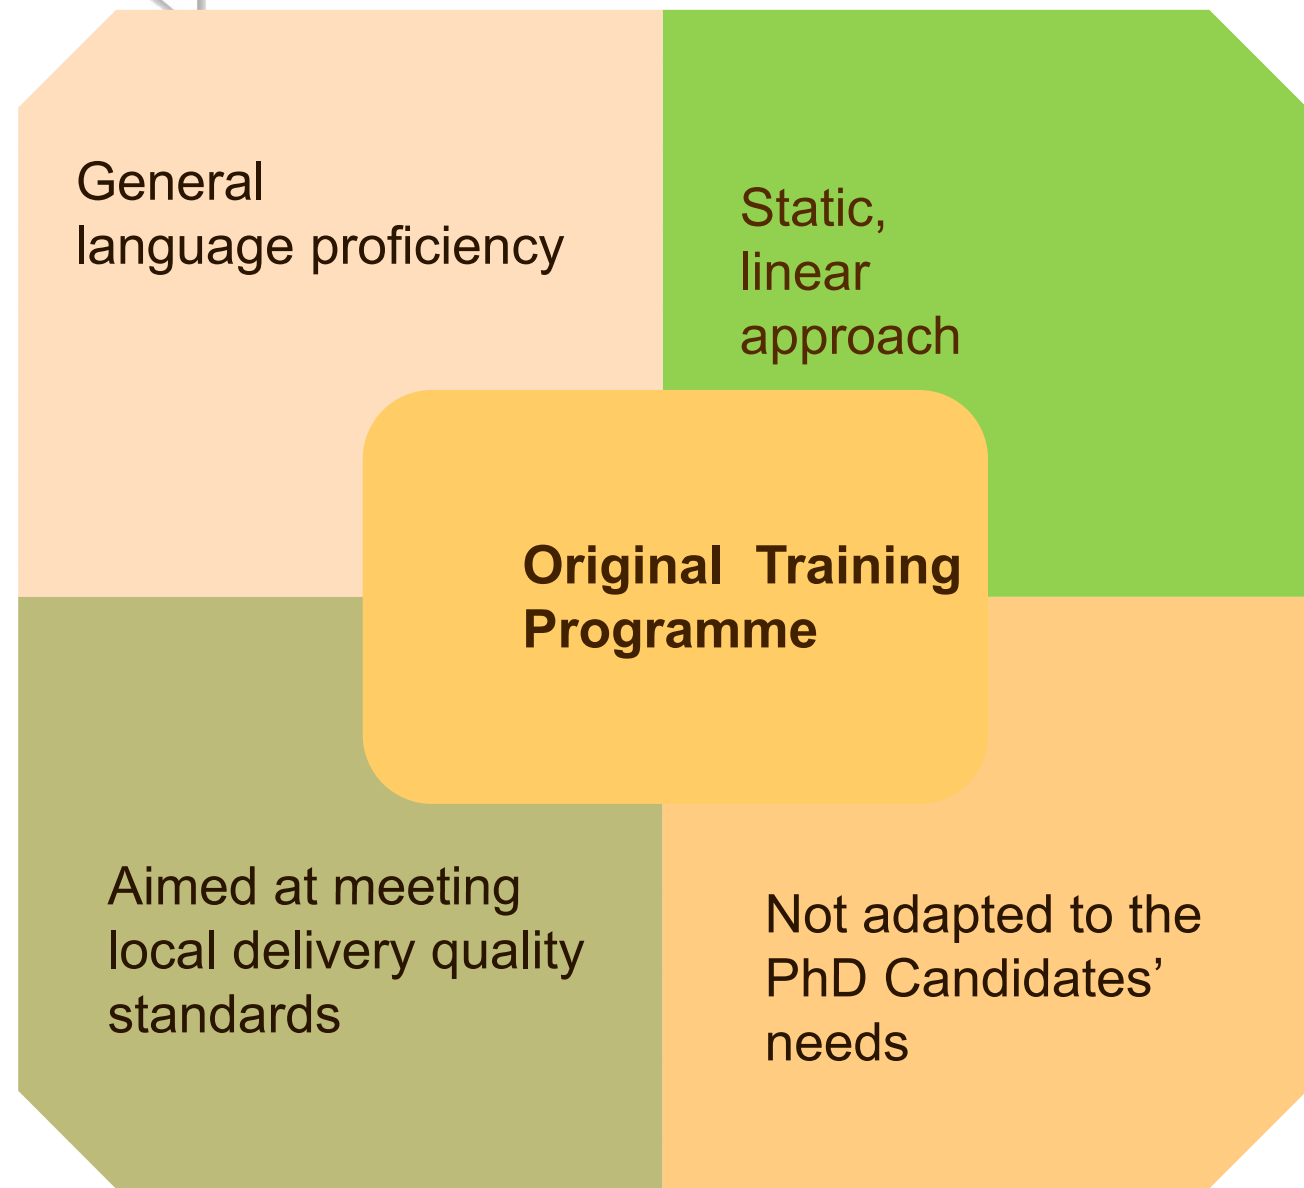 General
language proficiency
Static,
linear
approach
Original Training
Programme
Aimed at meeting
local delivery quality
standards
Not adapted to the
PhD Candidates’
needs